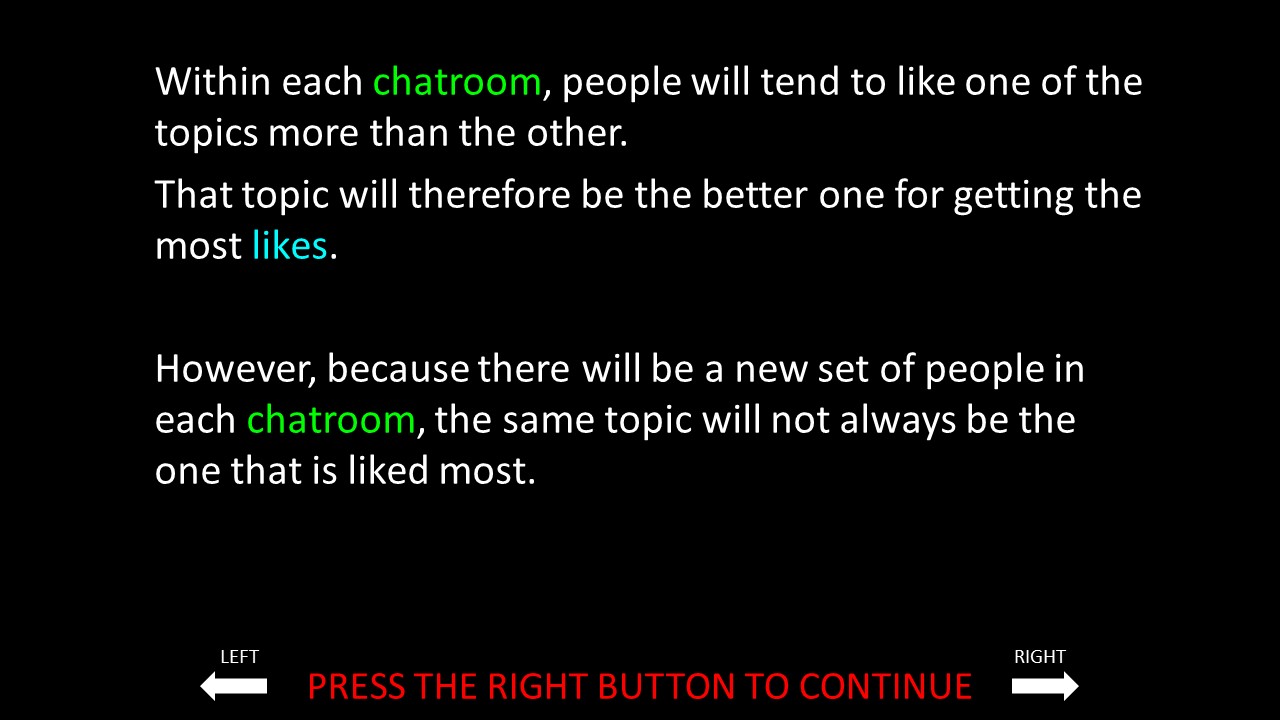 Within each chatroom, people will tend to like one of the
topics more than the other.
That topic will therefore be the better one for getting the
most likes.
However, because there will be a new set of people in
each chatroom, the same topic will not always be the
one that is liked most.
LEFT
RIGHT
PRESS THE RIGHT BUTTON TO CONTINUE